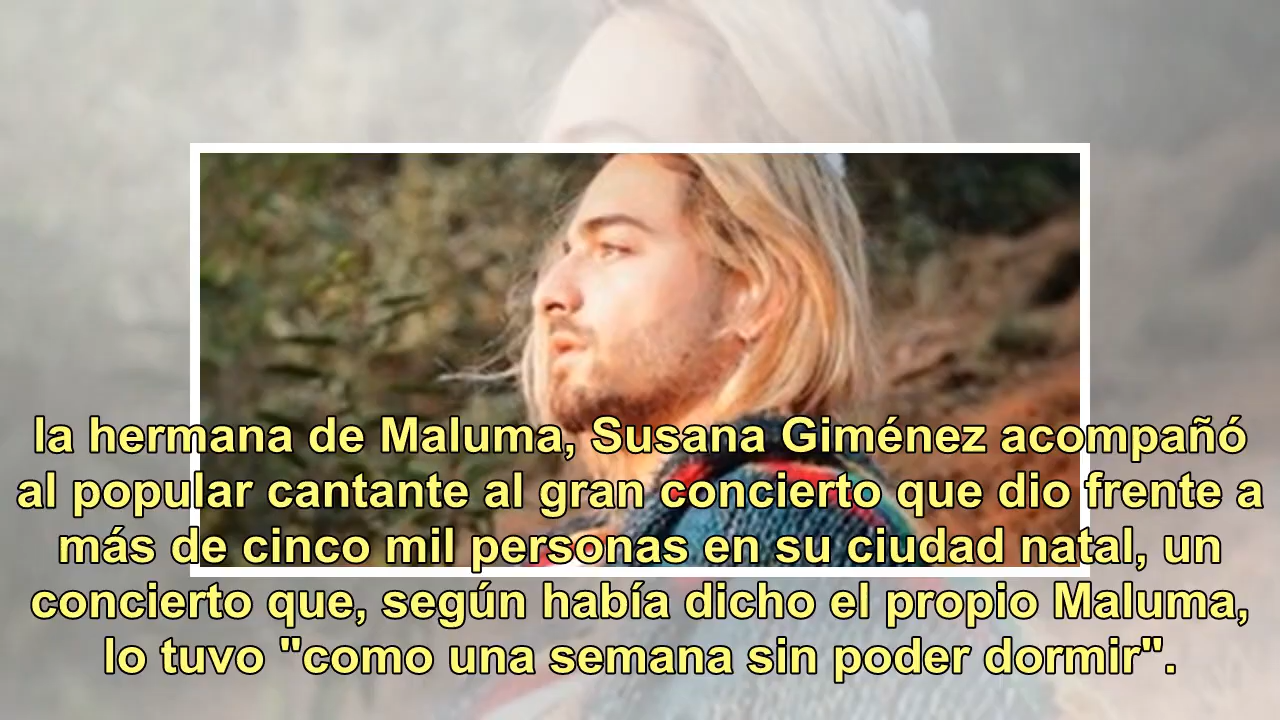 la hermana de Maluma, Susana Giménez acompañó
al popular cantante al gran concierto que dio frente a
más de cinco mil personas en su ciudad natal, un
concierto que, según había dicho el propio Maluma,
lo tuvo "como una semana sin poder dormir".